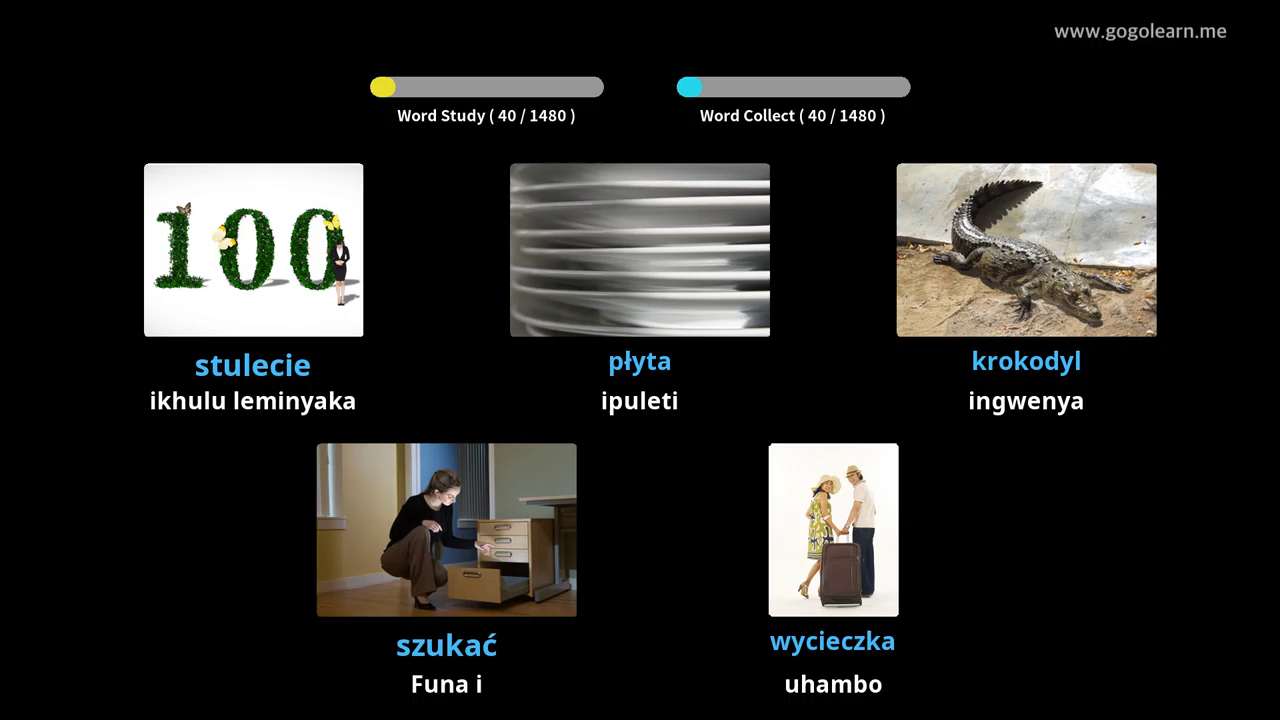 www.gogolearn.me
Word Study ( 40 / 1480 )
Word Collect ( 40 / 1480 )
100
stulecie
płyta
krokodyl
ikhulu leminyaka
ipuleti
ingwenya
szukać
wycieczka
Funa i
uhambo